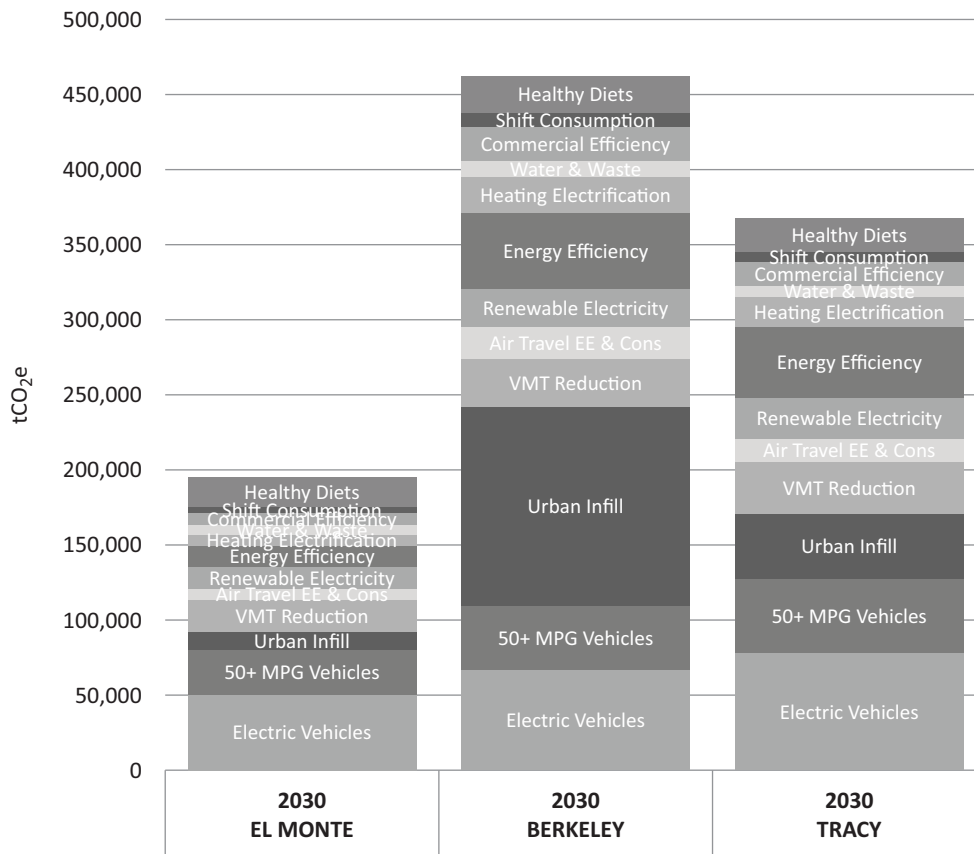 500,000
450,000
400,000
350,000
300,000
250,000
200,000
150,000
100,000
50,000
0
tCO₂e
Healthy Diets
Shift Consumption
Commercial Efficiency
Water & Waste
Heating Electrification
Energy Efficiency
Renewable Electricity
Air Travel EE & Cons
VMT Reduction
Urban Infill
50+ MPG Vehicles
Electric Vehicles
2030
EL MONTE
Healthy Diets
Shift Consumption
Commercial Efficiency
Water & Waste
Heating Electrification
Energy Efficiency
Renewable Electricity
Air Travel EE & Cons
VMT Reduction
Urban Infill
50+ MPG Vehicles
Electric Vehicles
2030
BERKELEY
Healthy Diets
Shift Consumption
Commercial Efficiency
Water & Waste
Heating Electrification
Energy Efficiency
Renewable Electricity
Air Travel EE & Cons
VMT Reduction
Urban Infill
50+ MPG Vehicles
Electric Vehicles
2030
TRACY